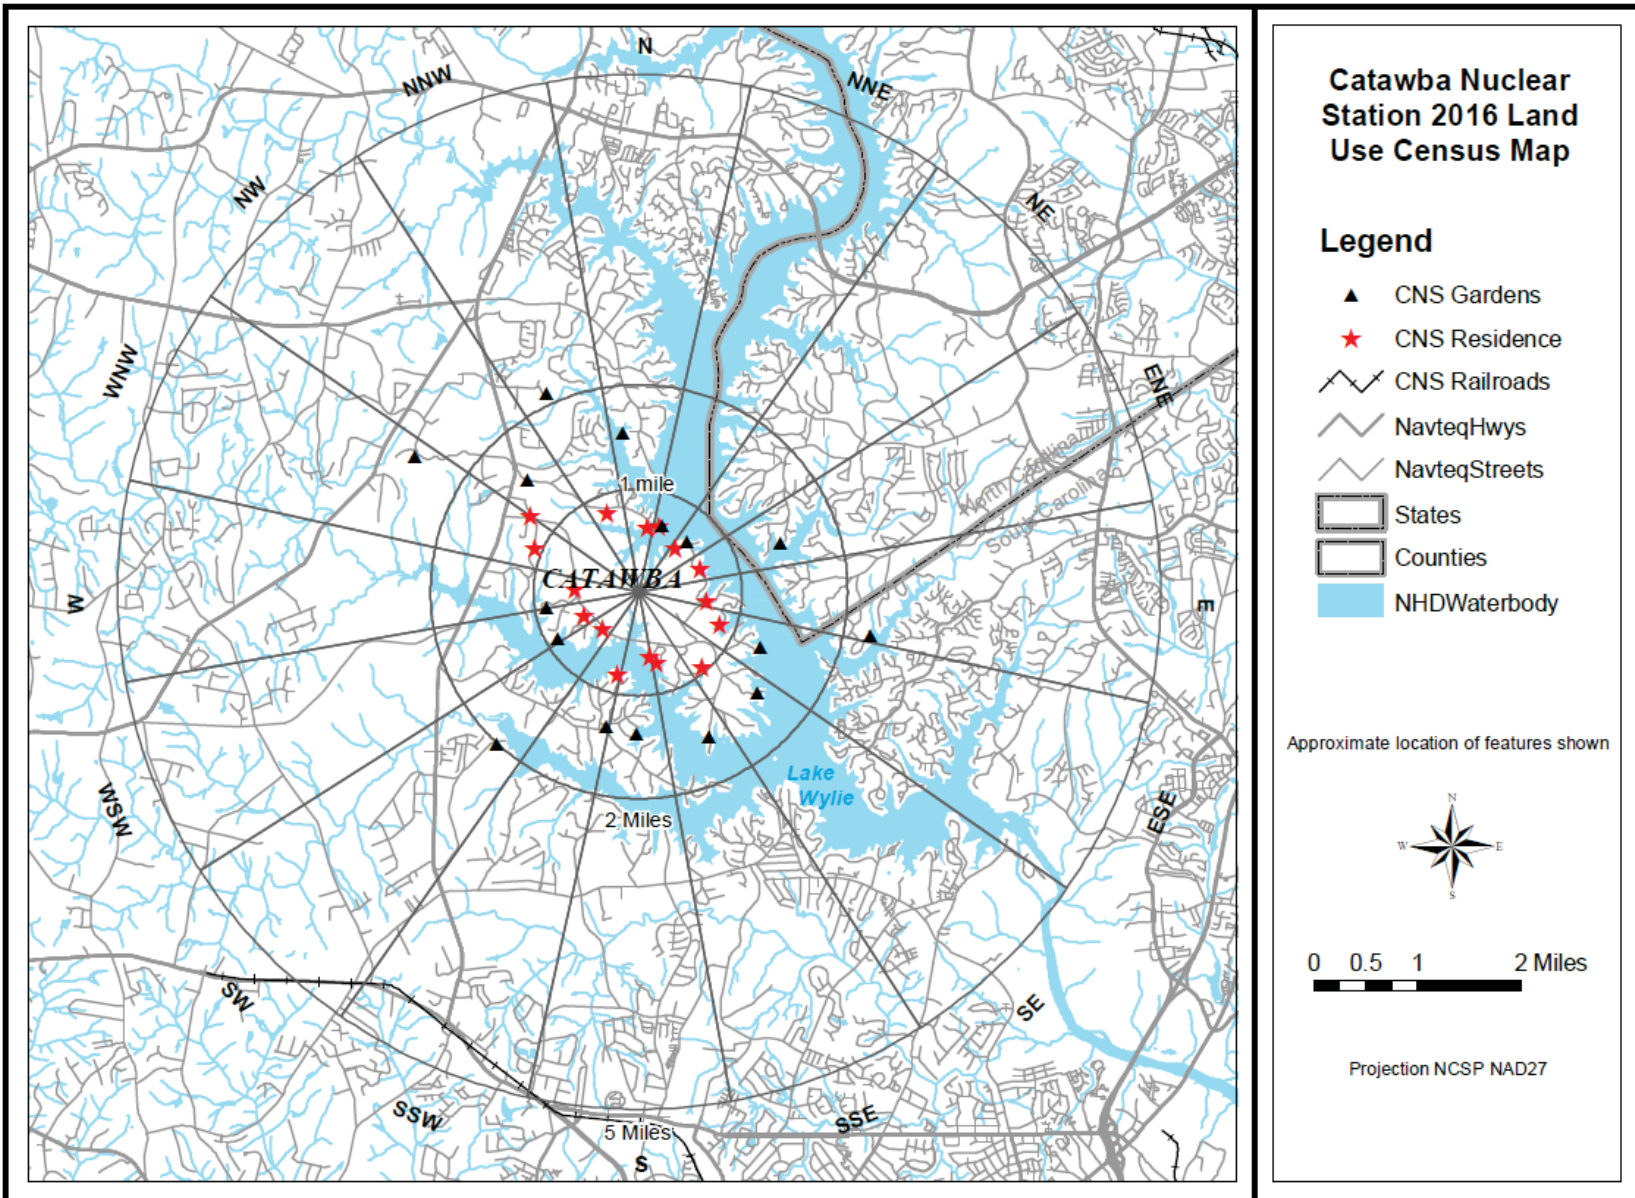 N
NNW
NNE
NW
NE
WNW
ENE
North Carolina
South Carolina
1 mile
CATAWBA
W
E
Lake
Wylie
2 Miles
WSW
ESE
SW
SE
SSW
SSE
5 Miles
S
Catawba Nuclear
Station 2016 Land
Use Census Map
Legend
CNS Gardens
CNS Residence
CNS Railroads
NavteqHwys
NavteqStreets
States
Counties
NHDWaterbody
Approximate location of features shown
N
W E
S
0 0.5 1 2 Miles
Projection NCSP NAD27